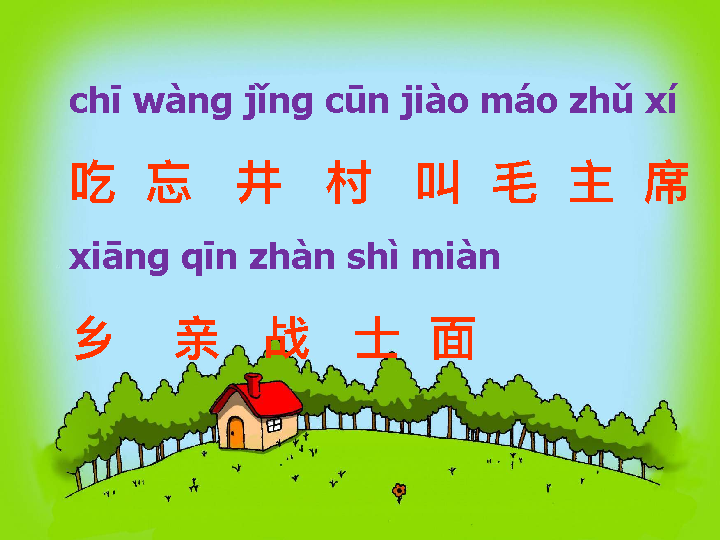 chī wàng jǐng cūn jiào máo zhǔ xí
吃 忘 井 村 叫 毛 主 席
xiāng qīn zhàn shì miàn
乡 亲 战 士 面